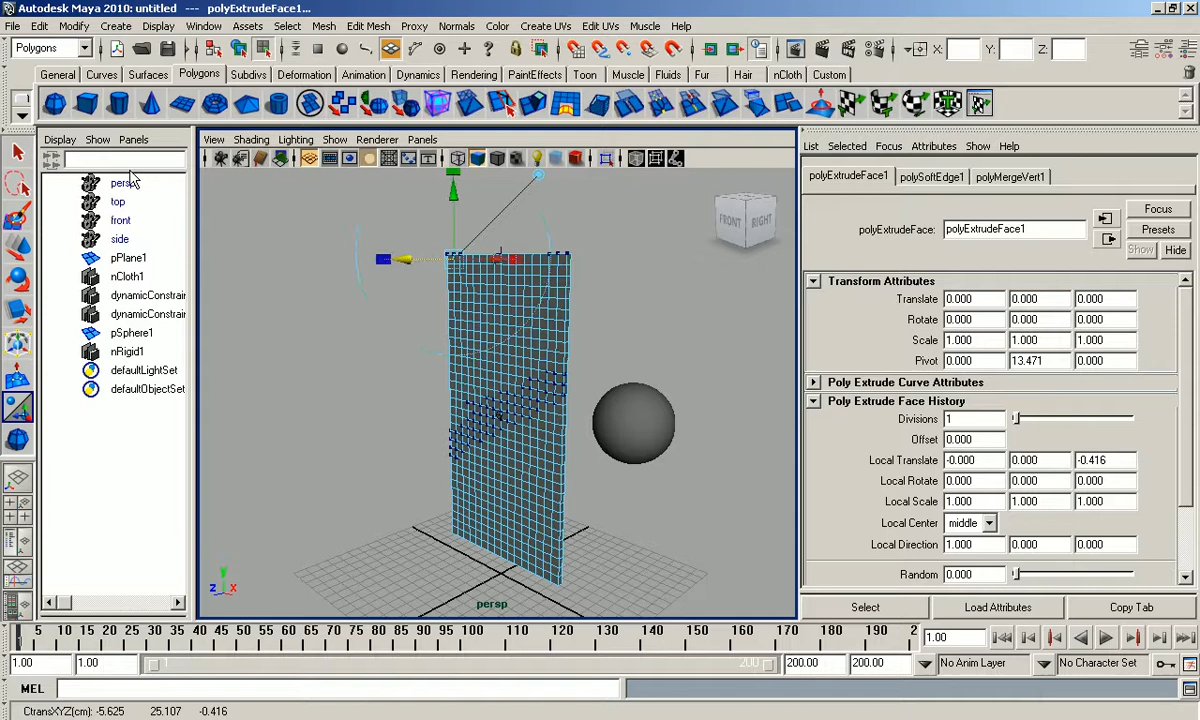 Autodesk Maya 2010: untitled --- polyExtrudeFace1...
File Edit Modify Create Display Window Assets Select Mesh Edit Mesh Proxy Normals Color Create UVs Edit UVs Muscle Help
Polygons X: Y: Z:
General Curves Surfaces Polygons Subdivs Deformation Animation Dynamics Rendering PaintEffects Toon Muscle Fluids Fur Hair nCloth Custom
Display Show Panels
View Shading Lighting Show Renderer Panels
List Selected Focus Attributes Show Help
persp
top
front
side
pPlane1
nCloth1
dynamicConstrai
dynamicConstrai
pSphere1
nRigid1
defaultLightSet
defaultObjectSet
FRONT RIGHT
persp
polyExtrudeFace1 polySoftEdge1 polyMergeVert1
polyExtrudeFace: polyExtrudeFace1
Focus
Presets
Show Hide
Transform Attributes
Translate 0.000 0.000 0.000
Rotate 0.000 0.000 0.000
Scale 1.000 1.000 1.000
Pivot 0.000 13.471 0.000
Poly Extrude Curve Attributes
Poly Extrude Face History
Divisions 1
Offset 0.000
Local Translate -0.000 0.000 -0.416
Local Rotate 0.000 0.000 0.000
Local Scale 1.000 1.000 1.000
Local Center middle
Local Direction 1.000 0.000 0.000
Random 0.000
Select Load Attributes Copy Tab
5 10 15 20 25 30 35 40 45 50 55 60 65 70 75 80 85 90 95 100 110 120 130 140 150 160 170 180 190 2
1.00
1.00 1.00 1 200 200.00 200.00 No Anim Layer No Character Set
MEL
CtransXYZ(cm): -5.625 25.107 -0.416